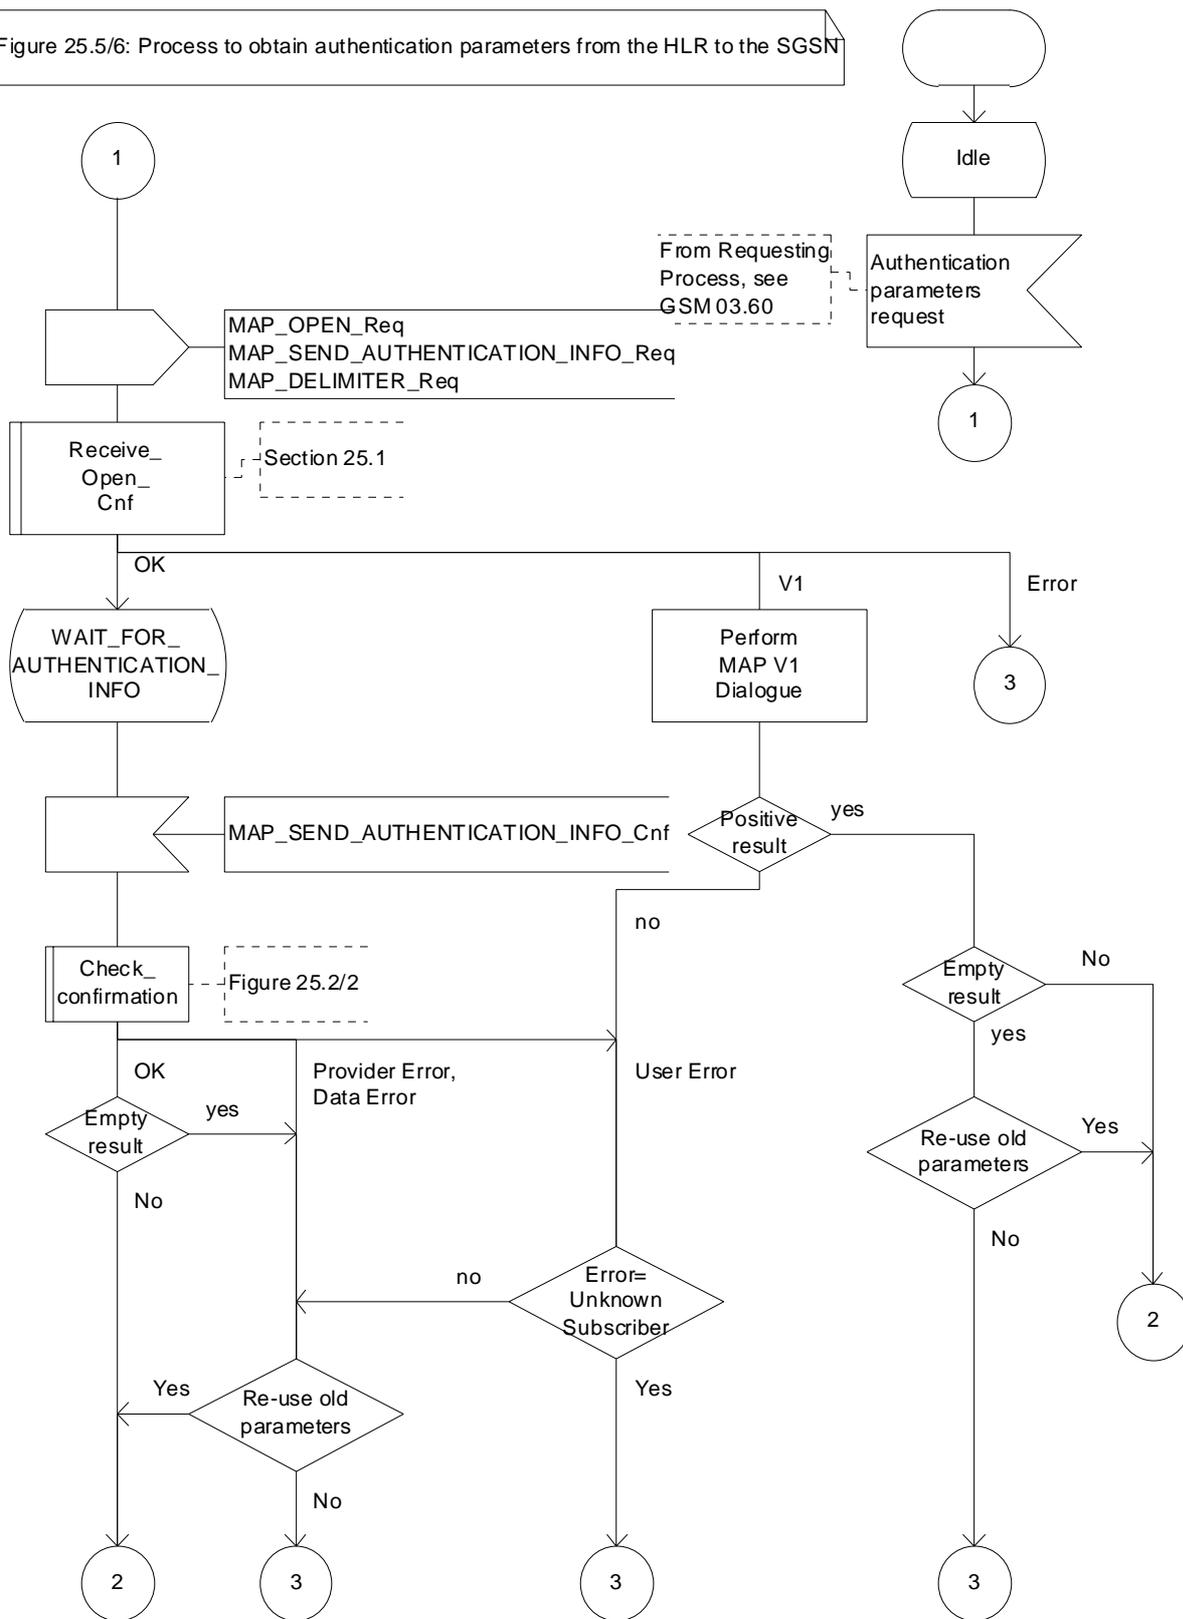 Figure 25.5/6: Process to obtain authentication parameters from the HLR to the SGSN
1
Idle
From Requesting
Process, see
GSM 03.60
Authentication
parameters
request
MAP_OPEN_Req
MAP_SEND_AUTHENTICATION_INFO_Req
MAP_DELIMITER_Req
1
Receive_
Open_
Cnf
Section 25.1
OK
V1
Error
WAIT_FOR_
AUTHENTICATION_
INFO
Perform
MAP V1
Dialogue
3
MAP_SEND_AUTHENTICATION_INFO_Cnf
Positive
result
yes
no
Check_
confirmation
Figure 25.2/2
Empty
result
No
yes
OK
Provider Error,
Data Error
User Error
Empty
result
yes
Re-use old
parameters
Yes
No
No
Error=
Unknown
Subscriber
no
2
Yes
Re-use old
parameters
Yes
No
2
3
3
3